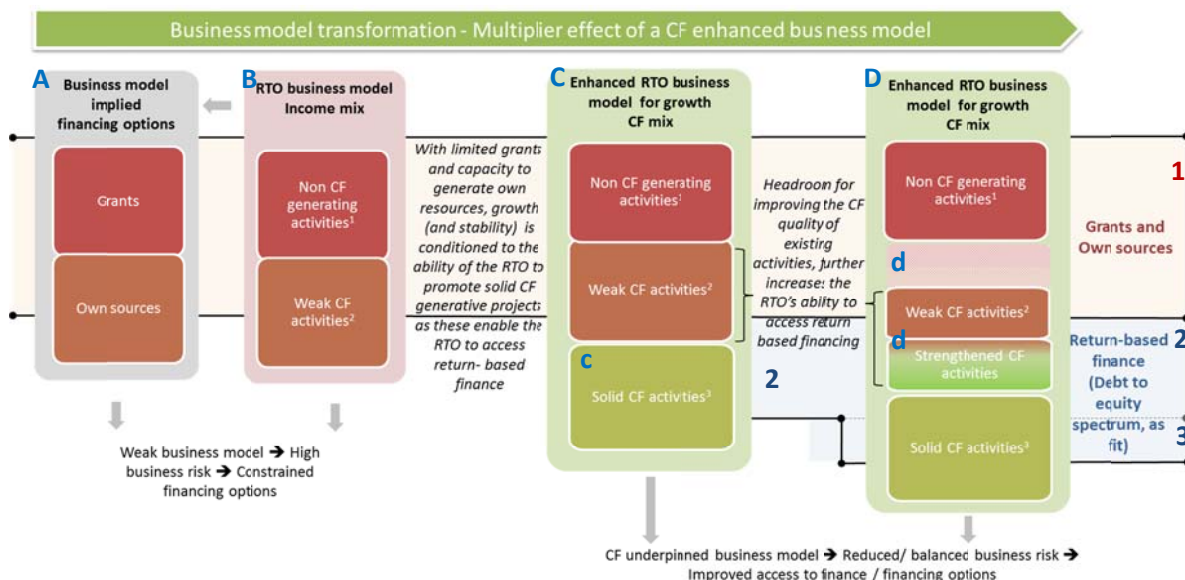 Business model transformation - Multiplier effect of a CF enhanced business model
A
Business model
implied
financing options
Grants
Own sources
B
RTO business model
Income mix
Non CF
generating
activities1
Weak CF
activities2
With limited grants
and capacity to
generate own
resources, growth
(and stability) is
conditioned to the
ability of the RTO to
promote solid CF
generative projects
as these enable the
RTO to access
return- based
finance
C
Enhanced RTO business
model for growth
CF mix
Non CF generating
activities1
Weak CF activities2
c
Solid CF activities3
Headroom for
improving the CF
quality of
existing
activities, further
increases the
RTO's ability to
access return
based financing
2
D
Enhanced RTO business
model for growth
CF mix
Non CF generating
activities1
d
Weak CF activities2
d
Strengthened CF
activities
Solid CF activities3
1
Grants and
Own sources
2
Return-based
finance
(Debt to
equity
spectrum, as
fit)
3
Weak business model ➔ High
business risk ➔ Constrained
financing options
CF underpinned business model ➔ Reduced/ balanced business risk ➔
Improved access to finance / financing options